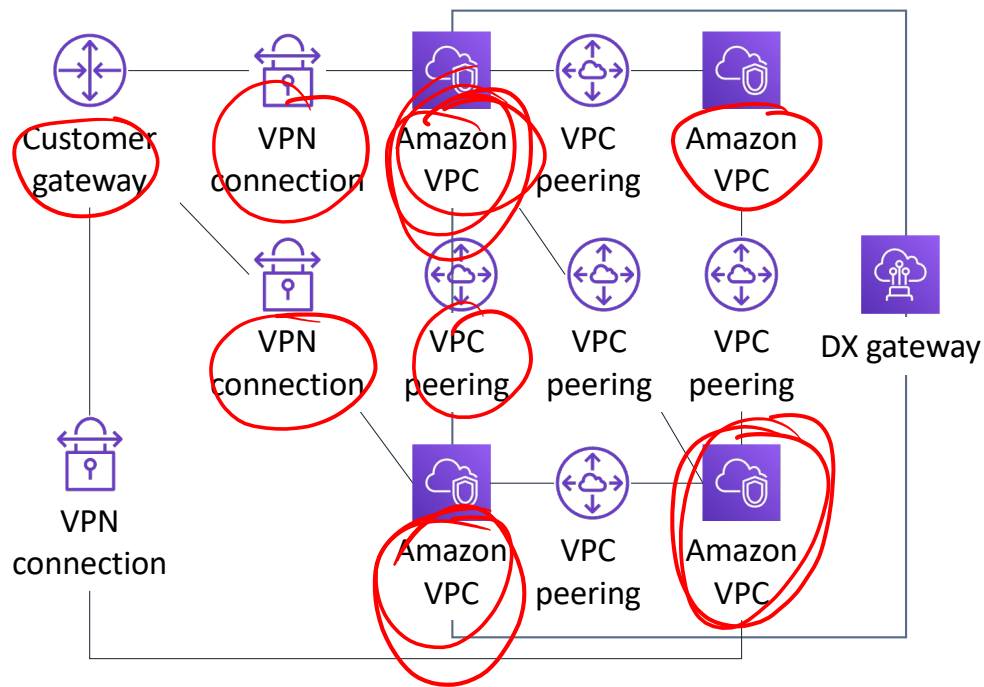 Customer
gateway
VPN
connection
Amazon
VPC
VPC
peering
Amazon
VPC
VPN
connection
VPC
peering
VPC
peering
VPC
peering
DX gateway
VPN
connection
Amazon
VPC
VPC
peering
Amazon
VPC